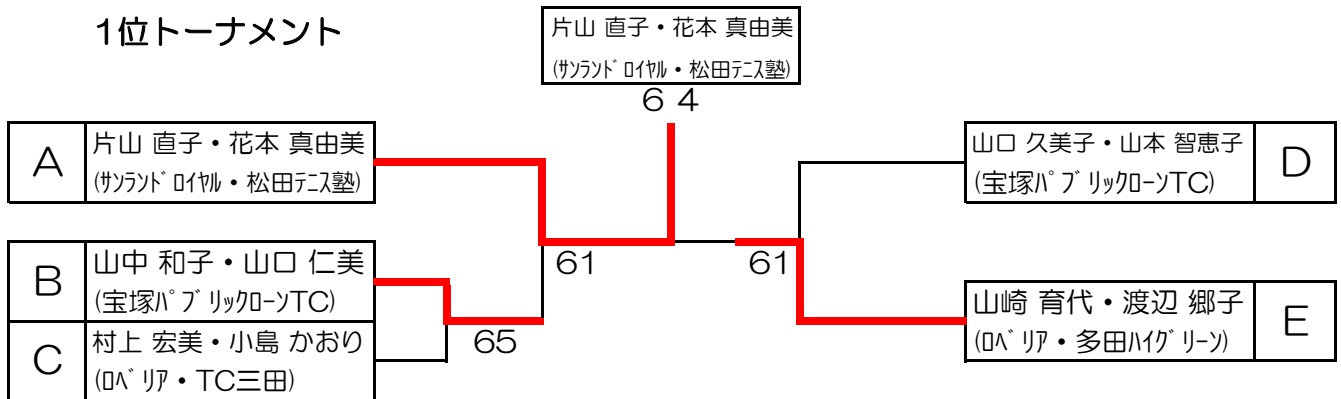 1位トーナメント
片山 直子・花本 真由美
(ｻﾝﾗﾝﾄﾞﾛｲﾔﾙ・松田ﾃﾆｽ塾)
6 4
A
片山 直子・花本 真由美
(ｻﾝﾗﾝﾄﾞﾛｲﾔﾙ・松田ﾃﾆｽ塾)
山口 久美子・山本 智恵子
(宝塚ﾊﾟﾌﾞﾘｯｸﾛｰﾝTC)
D
B
山中 和子・山口 仁美
(宝塚ﾊﾟﾌﾞﾘｯｸﾛｰﾝTC)
61
61
C
村上 宏美・小島 かおり
(ﾛﾍﾞﾘｱ・TC三田)
65
山崎 育代・渡辺 郷子
(ﾛﾍﾞﾘｱ・多田ﾊｲｸﾞﾘｰﾝ)
E